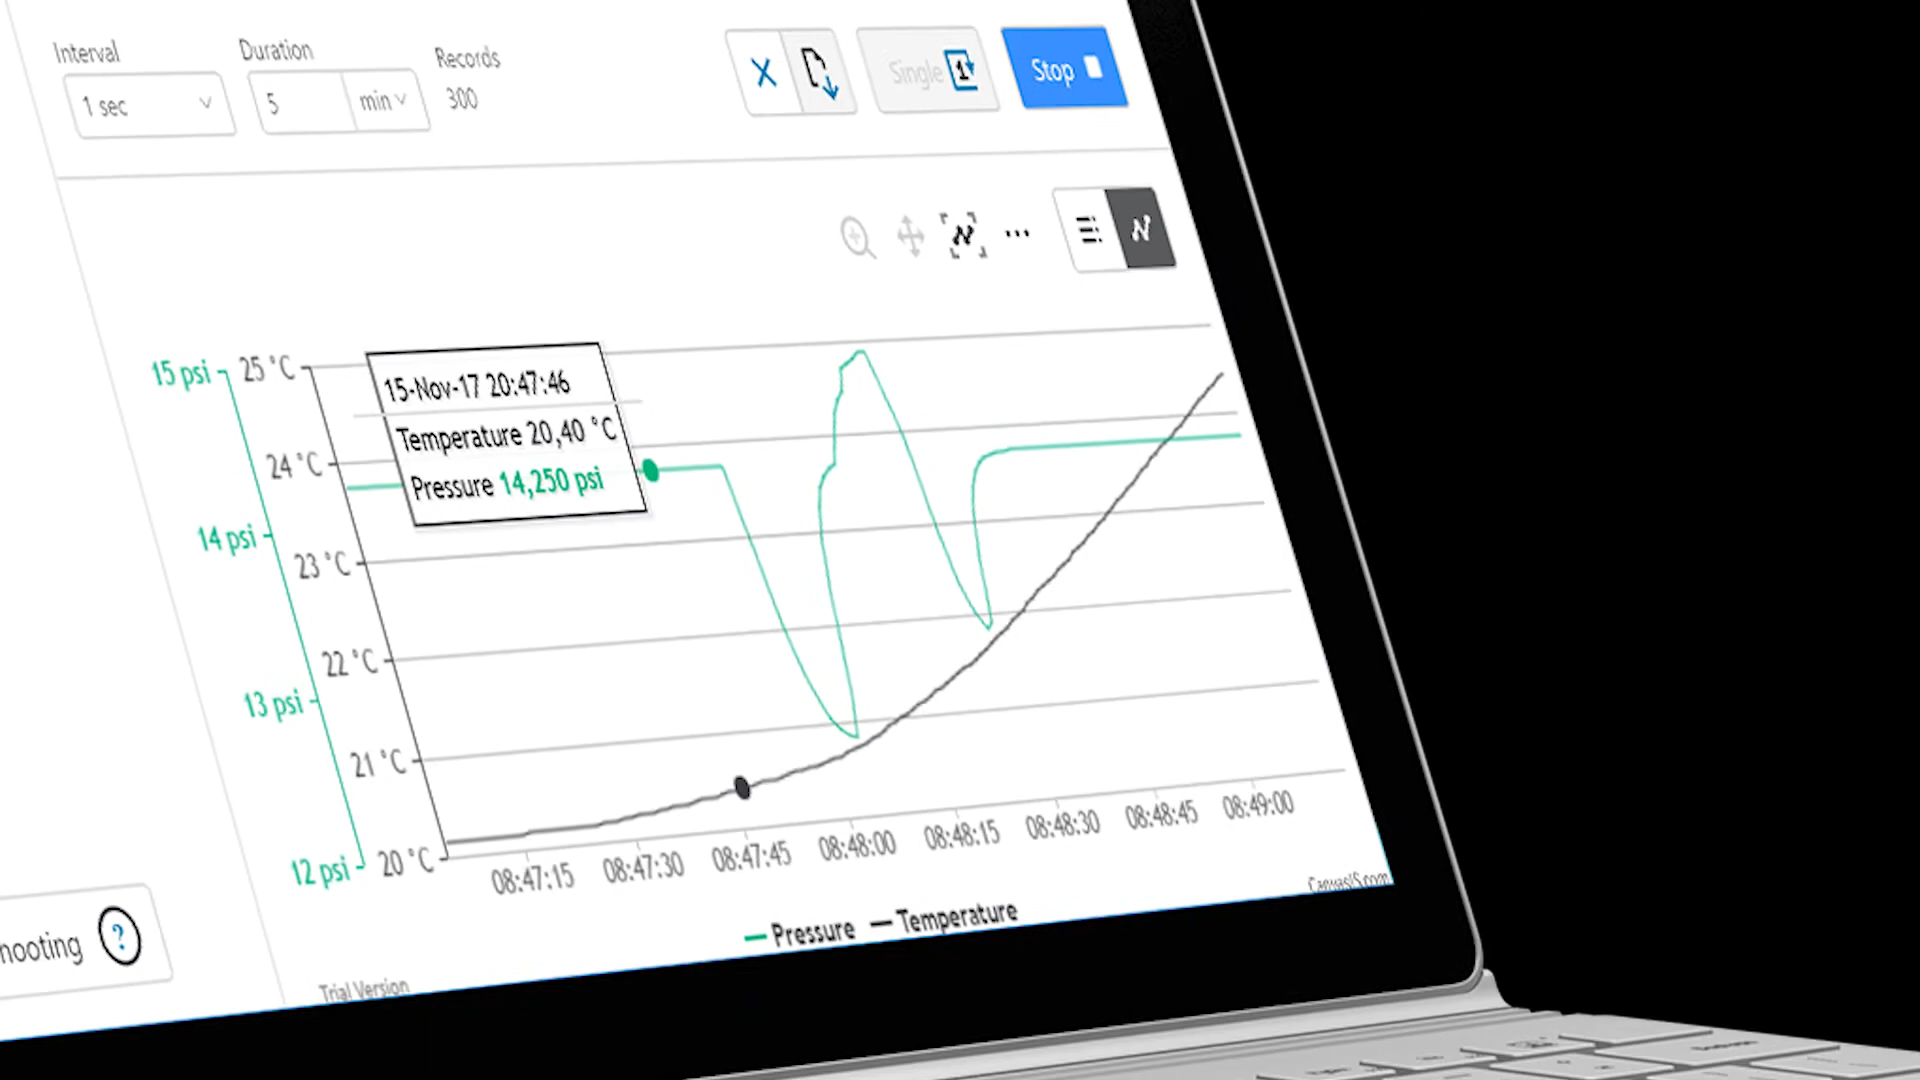 Interval
Duration
Records
1 sec
5
min
300
Single
1
Stop
15 psi
25 °C
15-Nov-17 20:47:46
Temperature 20,40 °C
Pressure 14,250 psi
24 °C
14 psi
23 °C
22 °C
13 psi
21 °C
12 psi
20 °C
08:47:15
08:47:30
08:47:45
08:48:00
08:48:15
08:48:30
08:48:45
08:49:00
CanvasJS.com
Pressure
Temperature
hooting
?
Trial Version